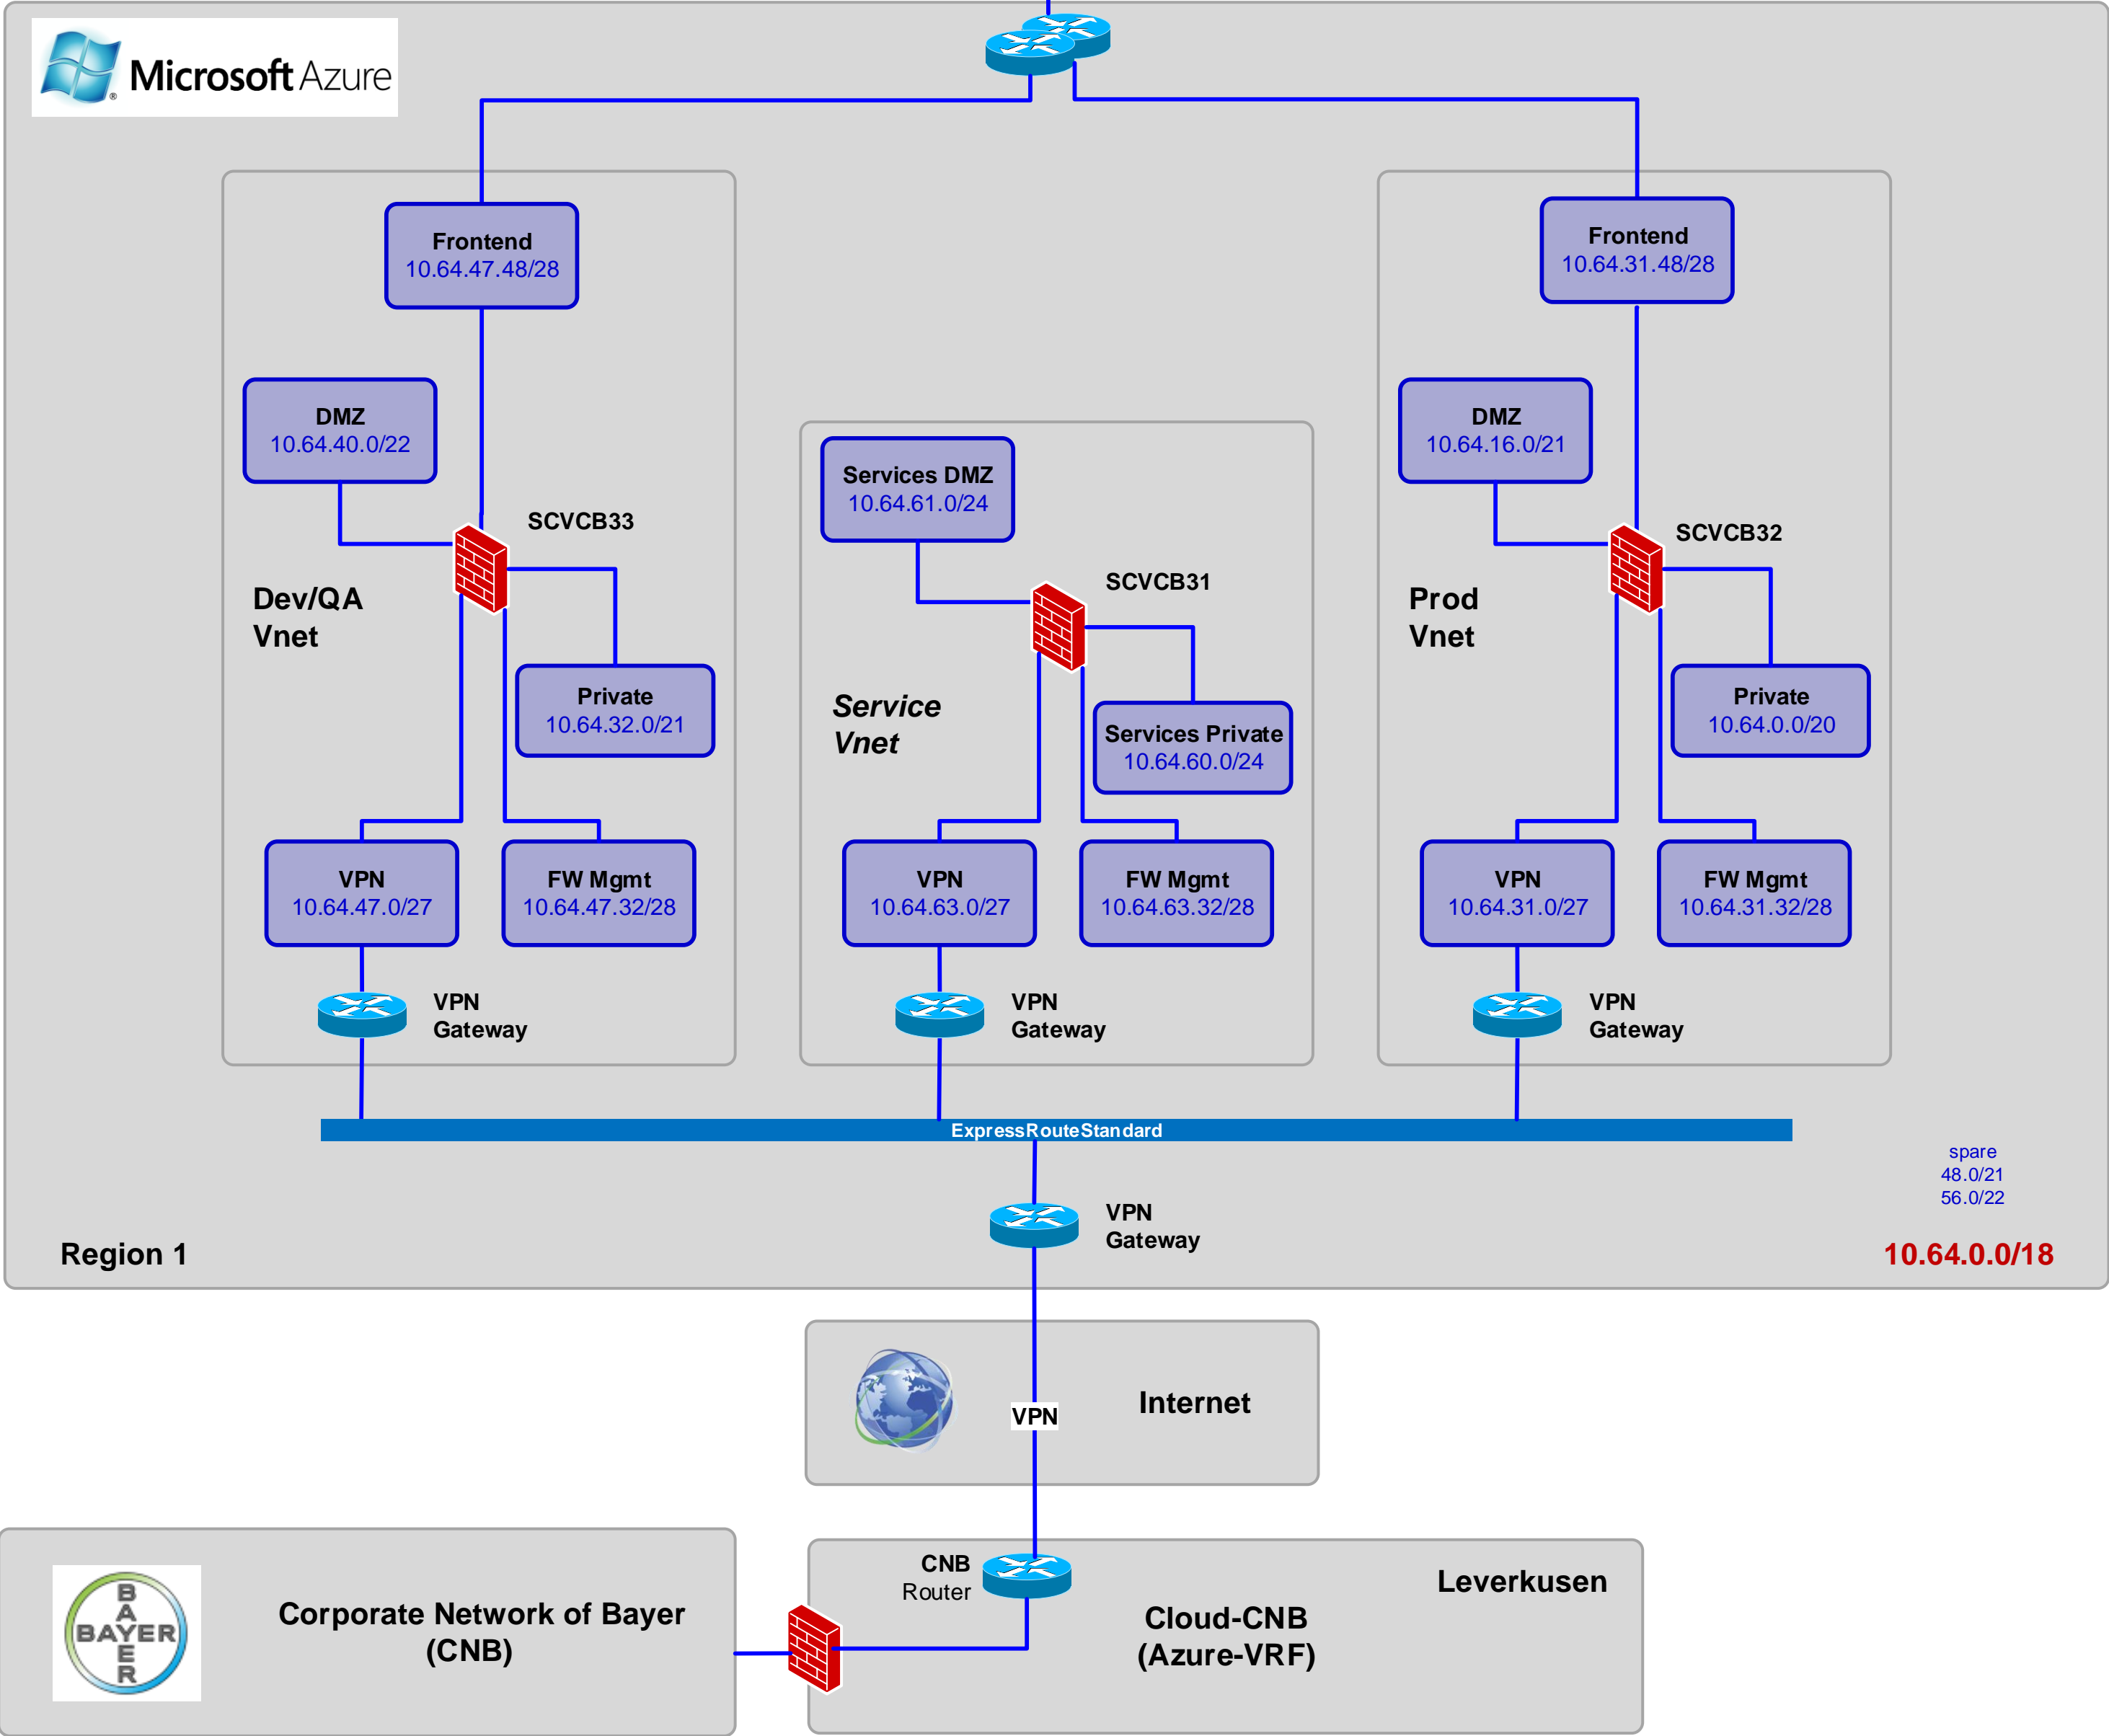 Microsoft Azure
Frontend
10.64.47.48/28
Frontend
10.64.31.48/28
DMZ
10.64.40.0/22
DMZ
10.64.16.0/21
Services DMZ
10.64.61.0/24
SCVCB33
SCVCB32
SCVCB31
Dev/QA
Vnet
Prod
Vnet
Private
10.64.32.0/21
Service
Vnet
Private
10.64.0.0/20
Services Private
10.64.60.0/24
VPN
10.64.47.0/27
FW Mgmt
10.64.47.32/28
VPN
10.64.63.0/27
FW Mgmt
10.64.63.32/28
VPN
10.64.31.0/27
FW Mgmt
10.64.31.32/28
VPN
Gateway
VPN
Gateway
VPN
Gateway
ExpressRouteStandard
spare
48.0/21
56.0/22
VPN
Gateway
Region 1
10.64.0.0/18
Internet
VPN
CNB
Router
Leverkusen
BAYER
BAYER
Corporate Network of Bayer
(CNB)
Cloud-CNB
(Azure-VRF)